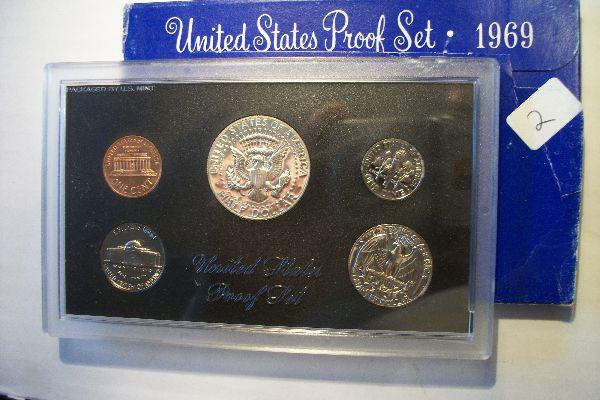 United States Proof Set • 1969
2
PACKAGED BY U.S. MINT
UNITED STATES OF AMERICA
HALF DOLLAR
ONE CENT
MONTICELLO
United States
Proof Set